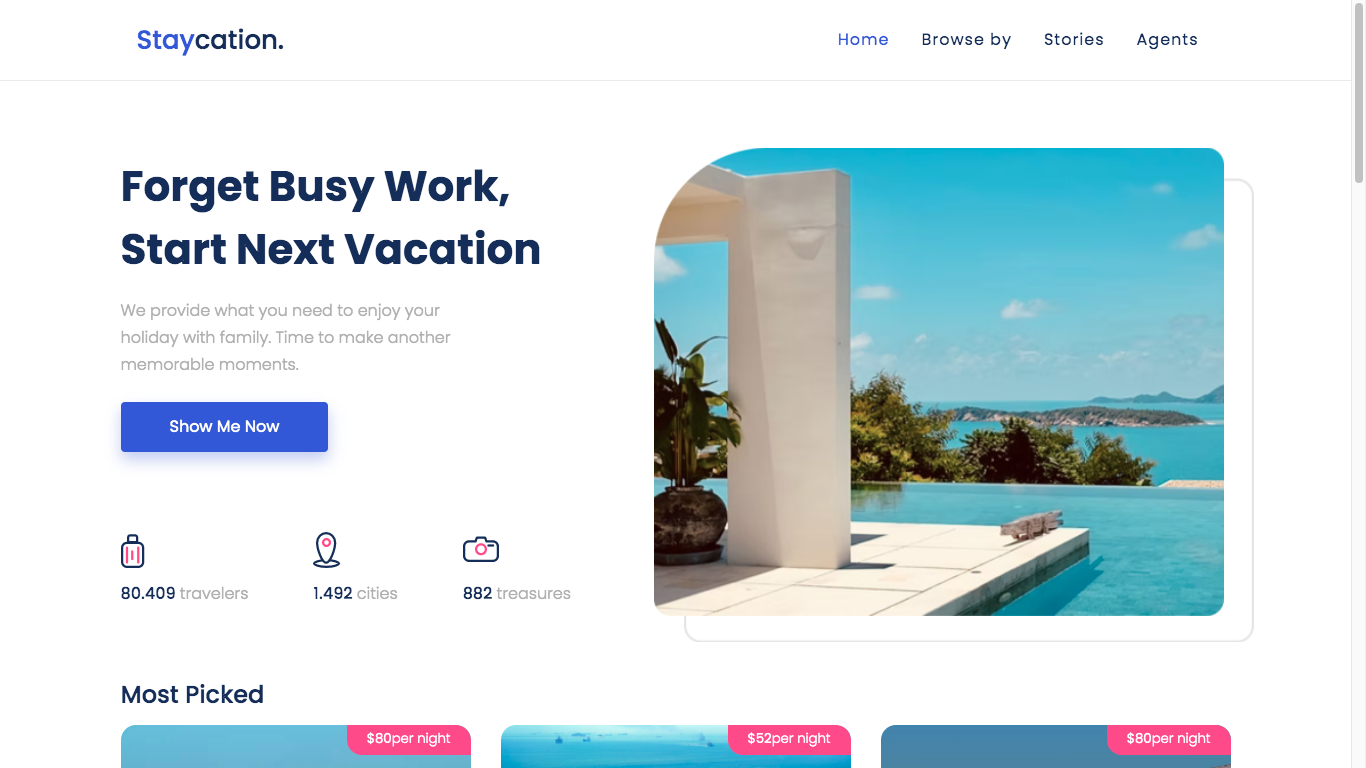 Staycation.
Home
Browse by
Stories
Agents
Forget Busy Work,
Start Next Vacation
We provide what you need to enjoy your
holiday with family. Time to make another
memorable moments.
Show Me Now
80.409 travelers
1.492 cities
882 treasures
Most Picked
$80per night
$52per night
$80per night